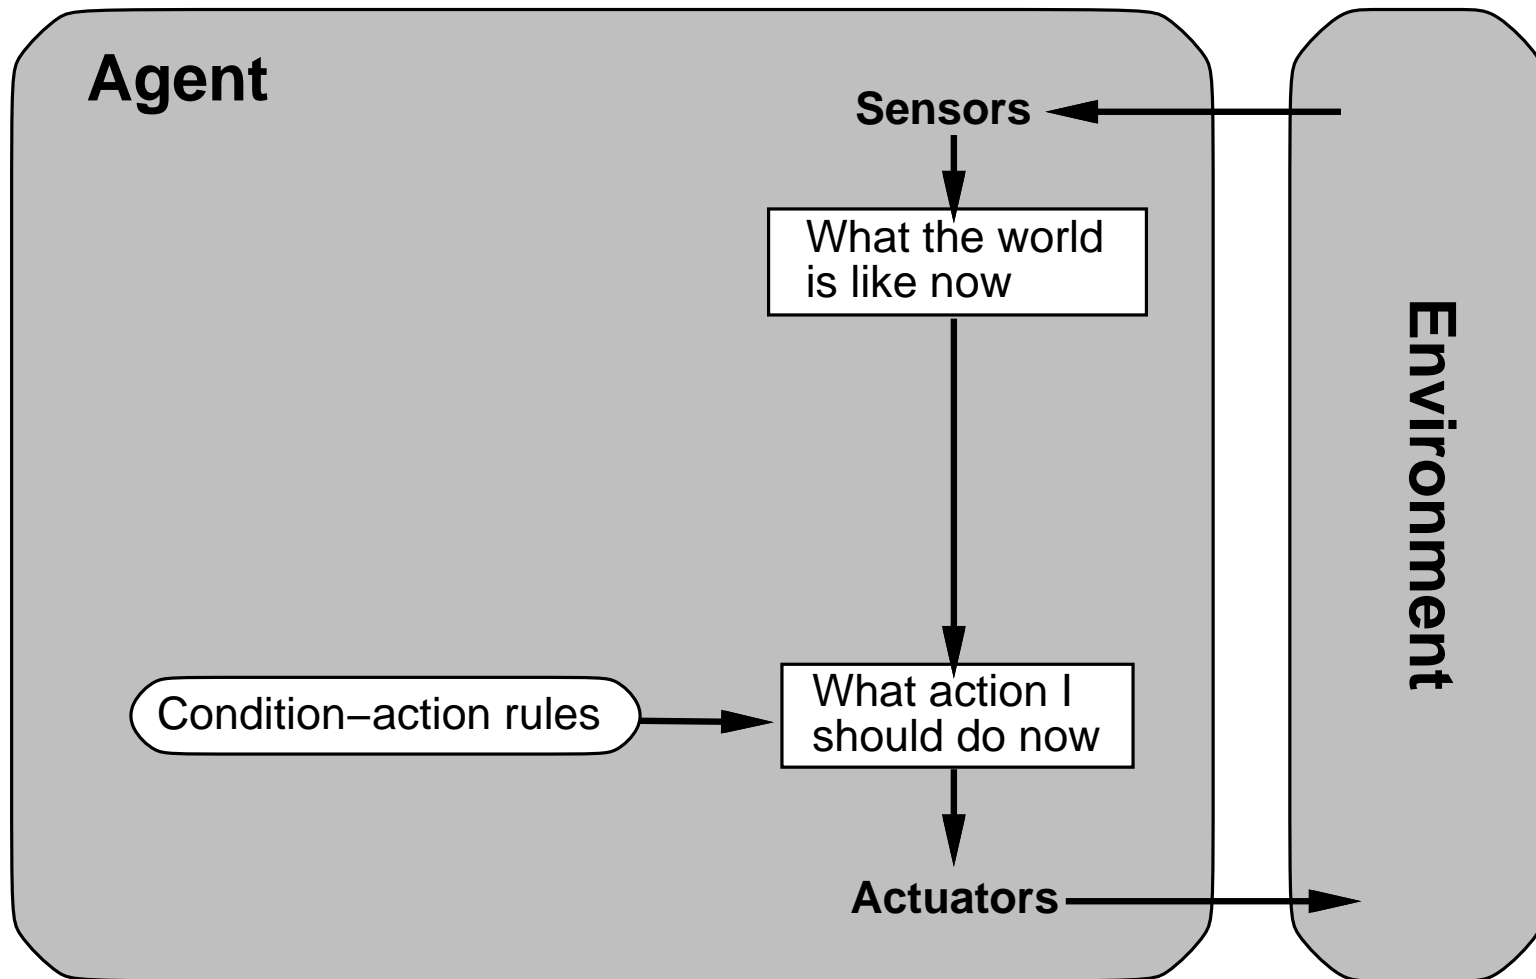 Agent
Sensors
What the world
is like now
Environment
Condition–action rules
What action I
should do now
Actuators